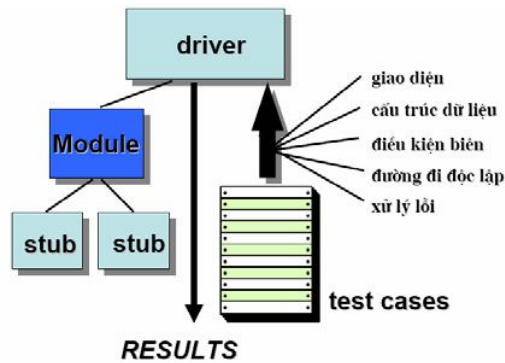 driver
giao diện
cấu trúc dữ liệu
Module
điều kiện biên
đường đi độc lập
xử lý lỗi
stub
stub
test cases
RESULTS